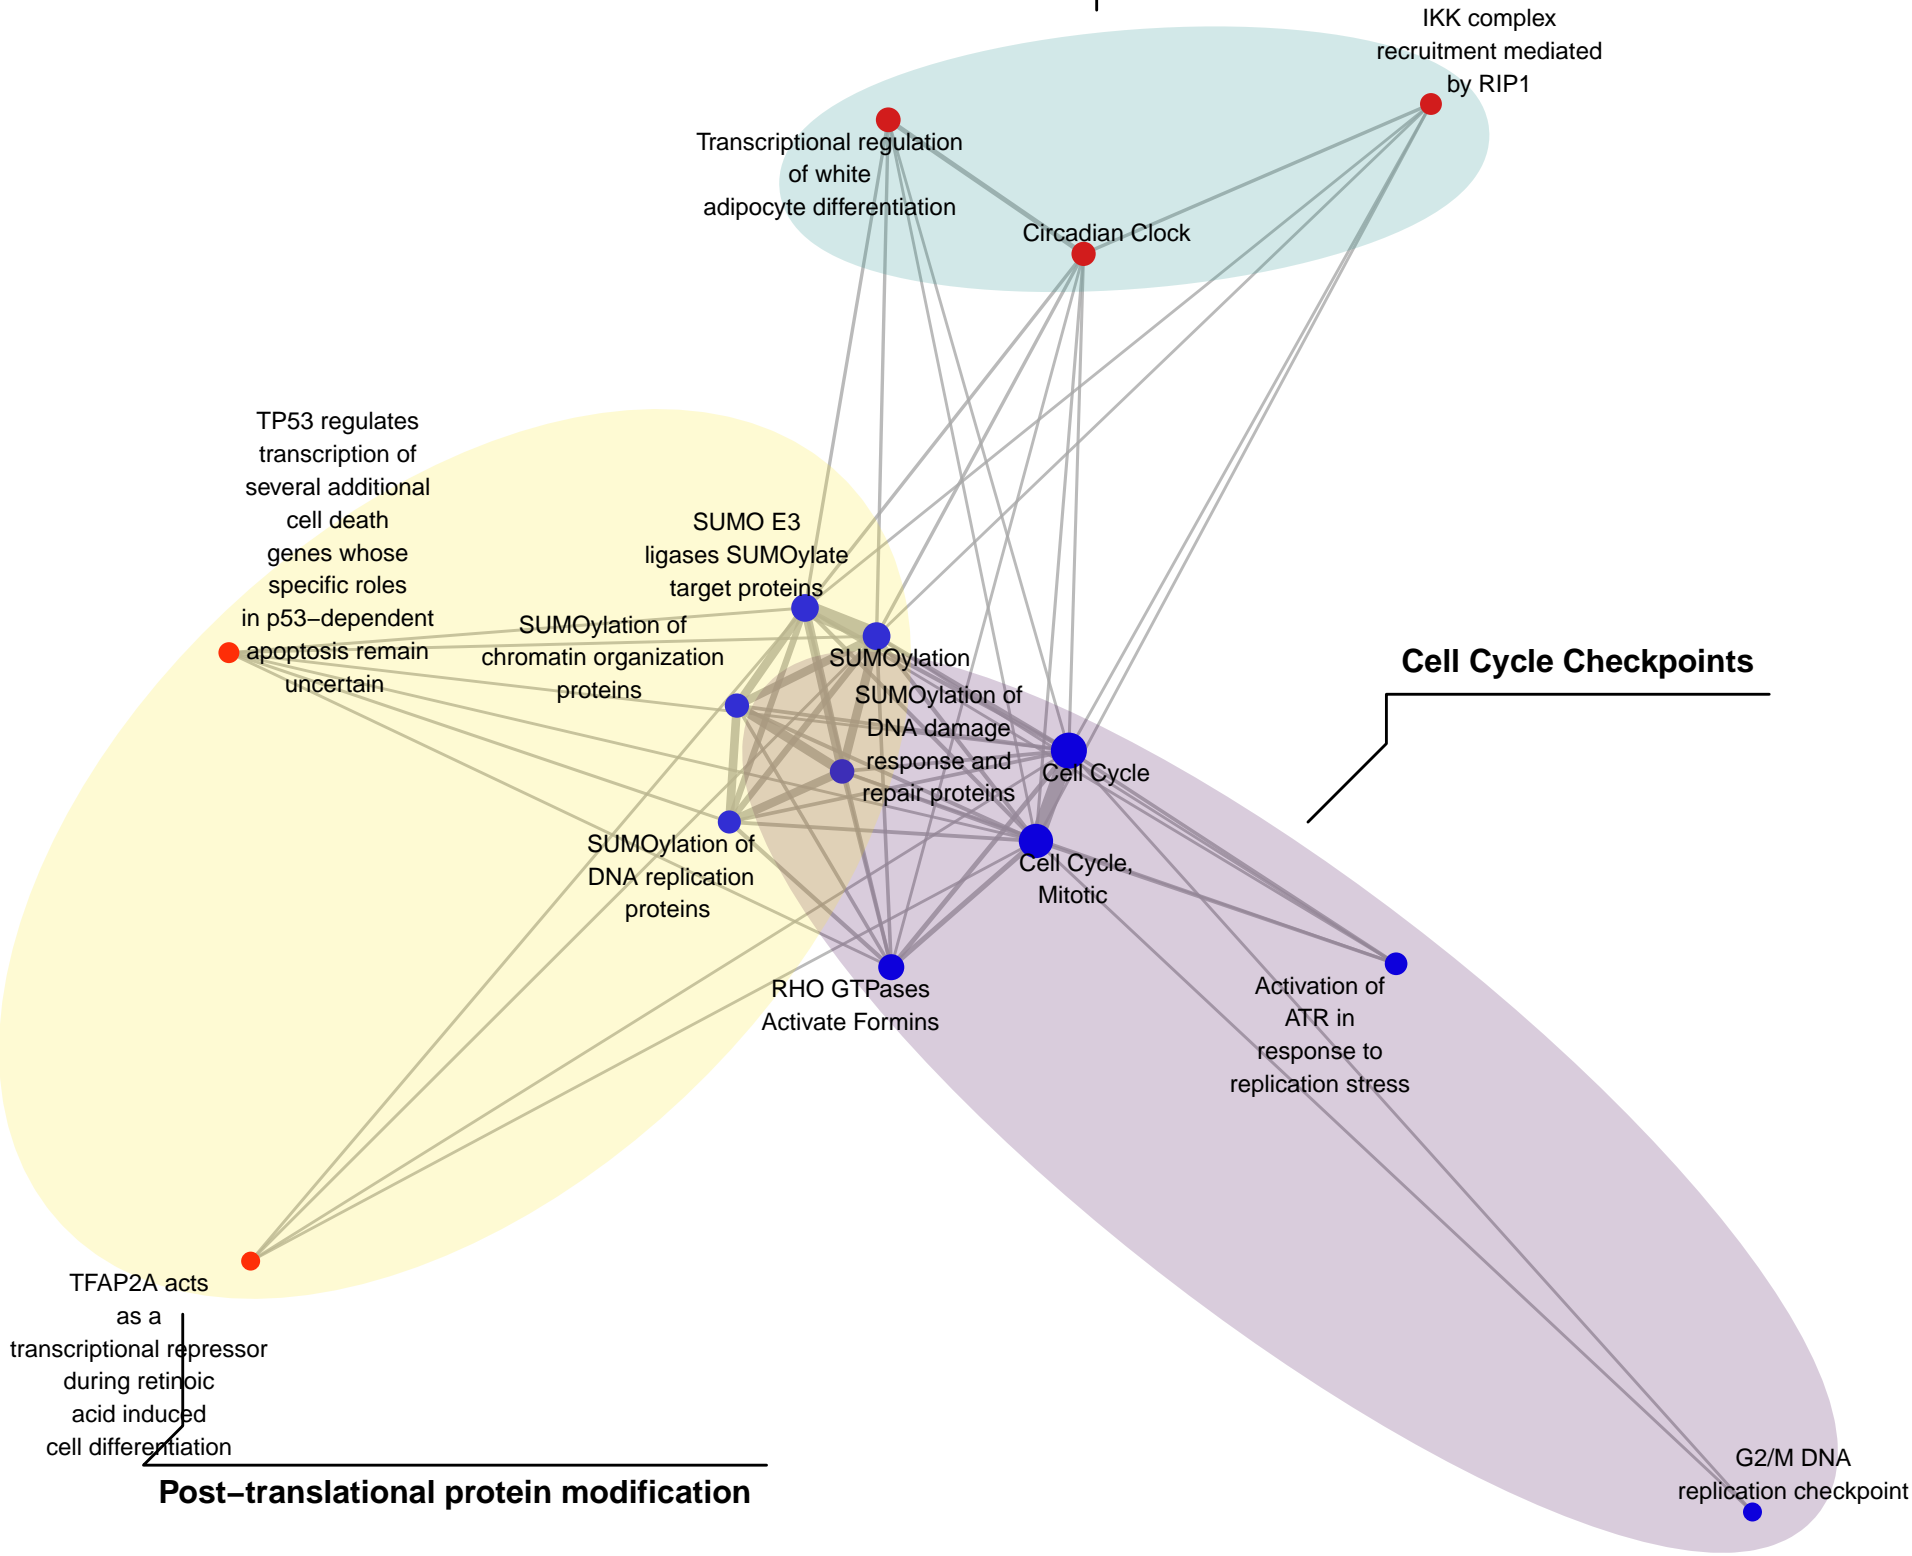 IKK complex
recruitment mediated
by RIP1
Transcriptional regulation
of white
adipocyte differentiation
Circadian Clock
TP53 regulates
transcription of
several additional
cell death
genes whose
specific roles
in p53−dependent
apoptosis remain
uncertain
SUMO E3
ligases SUMOylate
target proteins
SUMOylation of
chromatin organization
proteins
SUMOylation
SUMOylation of
DNA damage
response and
repair proteins
Cell Cycle Checkpoints
Cell Cycle
SUMOylation of
DNA replication
proteins
Cell Cycle,
Mitotic
RHO GTPases
Activate Formins
Activation of
ATR in
response to
replication stress
TFAP2A acts
as a
transcriptional repressor
during retinoic
acid induced
cell differentiation
Post−translational protein modification
G2/M DNA
replication checkpoint